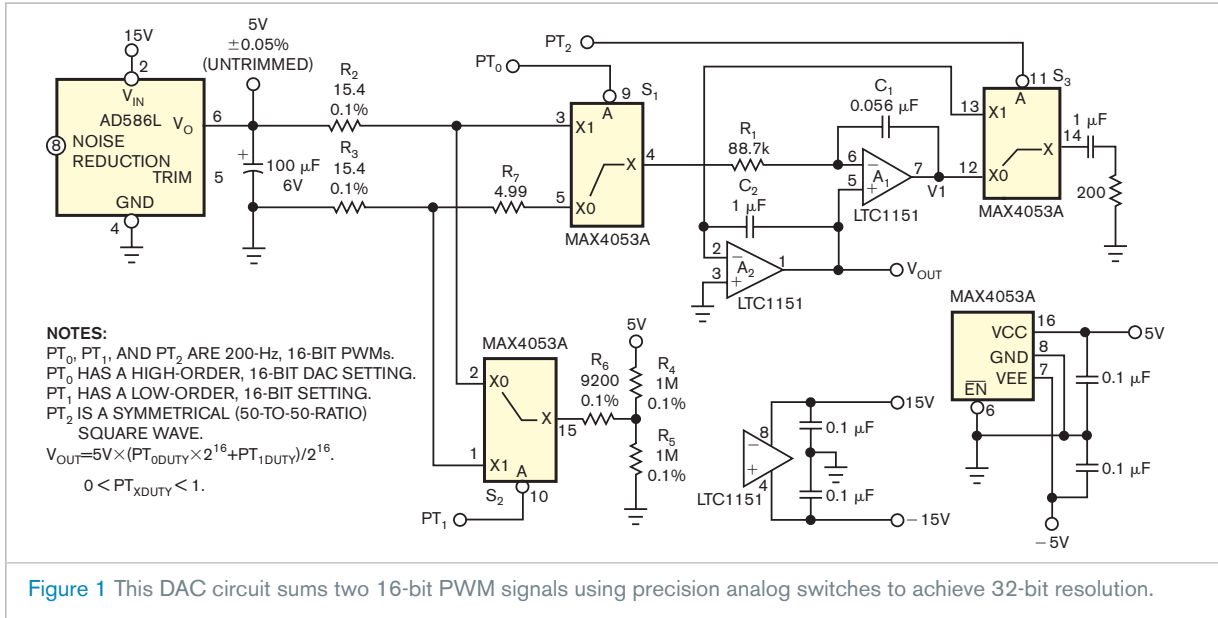 15V
2
V_IN
AD586L
V_O
6
8
NOISE
REDUCTION
TRIM
5
GND
4
5V
±0.05%
(UNTRIMMED)
+
100 µF
6V
R2
15.4
0.1%
R3
15.4
0.1%
R7
4.99
PT0
9
S1
A
3
X1
X
4
5
X0
MAX4053A
PT2
R1
88.7k
C1
0.056 µF
6
−
A1
5
+
7
V1
LTC1151
C2
1 µF
2
−
A2
3
+
1
LTC1151
VOUT
11
S3
A
13
X1
X
14
12
X0
MAX4053A
1 µF
200
NOTES:
PT0, PT1, AND PT2 ARE 200-Hz, 16-BIT PWMs.
PT0 HAS A HIGH-ORDER, 16-BIT DAC SETTING.
PT1 HAS A LOW-ORDER, 16-BIT SETTING.
PT2 IS A SYMMETRICAL (50-TO-50-RATIO)
SQUARE WAVE.
VOUT=5V×(PT0DUTY×2^16+PT1DUTY)/2^16.
0<PTXDUTY<1.
MAX4053A
2
X0
X
15
1
X1
A
S2
10
PT1
R6
9200
0.1%
5V
R4
1M
0.1%
R5
1M
0.1%
15V
8
−
+
4
LTC1151
0.1 µF
0.1 µF
−15V
MAX4053A
VCC
16
5V
GND
8
VEE
7
EN
6
0.1 µF
0.1 µF
−5V
Figure 1 This DAC circuit sums two 16-bit PWM signals using precision analog switches to achieve 32-bit resolution.